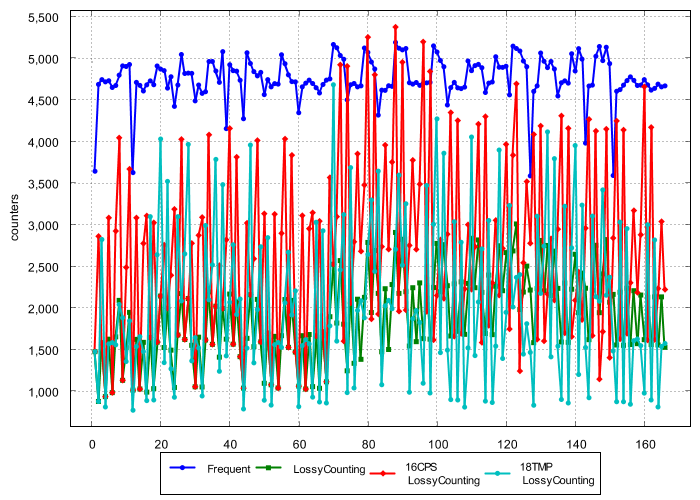 5,500
5,000
4,500
4,000
3,500
3,000
2,500
2,000
1,500
1,000
counters
0
20
40
60
80
100
120
140
160
Frequent
LossyCounting
16CPS
LossyCounting
18TMP
LossyCounting